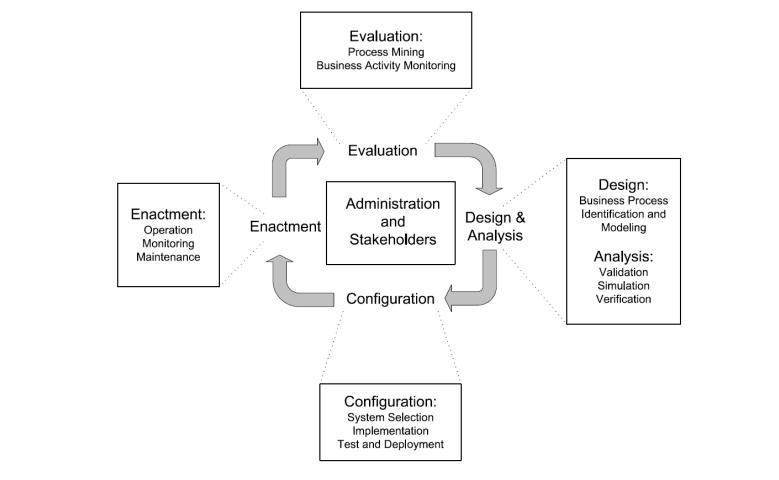 Evaluation:
Process Mining
Business Activity Monitoring
Evaluation
Administration
and
Stakeholders
Design &
Analysis
Design:
Business Process
Identification and
Modeling
Analysis:
Validation
Simulation
Verification
Enactment:
Operation
Monitoring
Maintenance
Enactment
Configuration
Configuration:
System Selection
Implementation
Test and Deployment